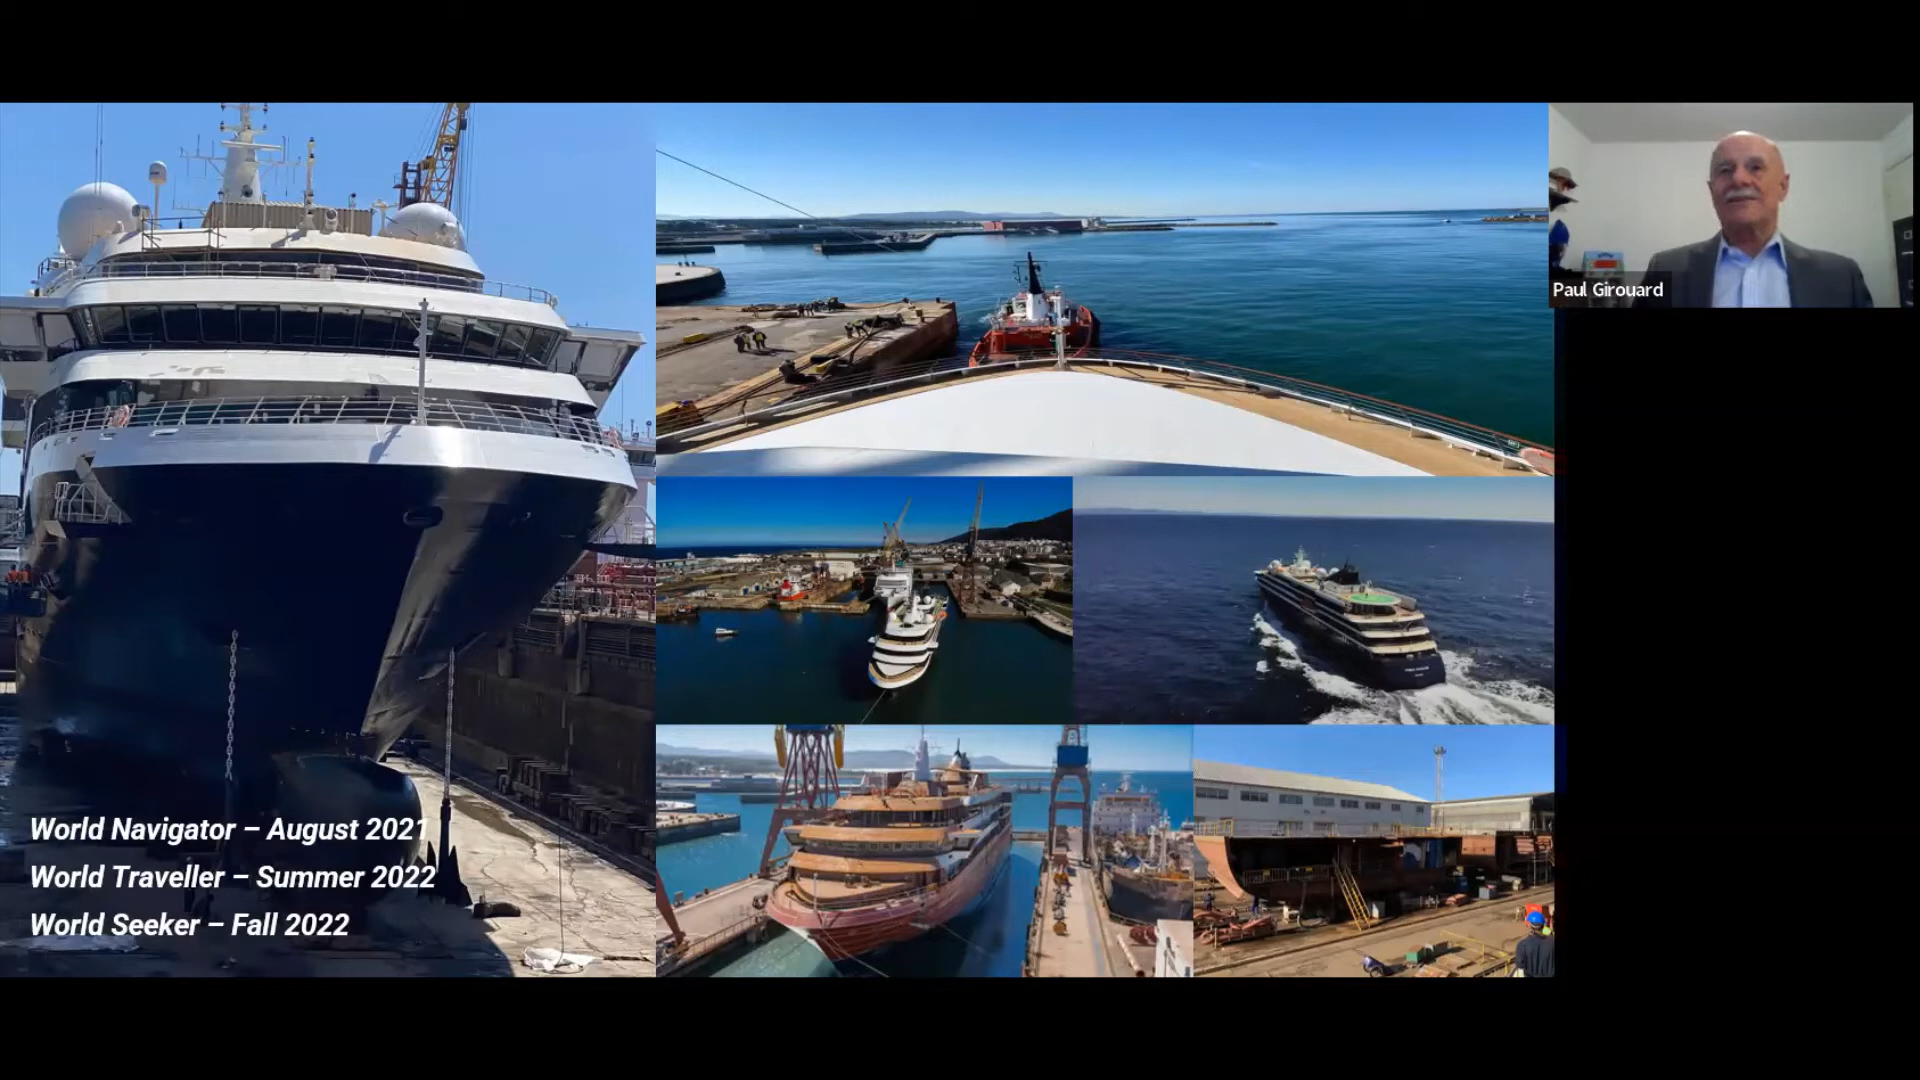 World Navigator – August 2021
World Traveller – Summer 2022
World Seeker – Fall 2022
Paul Girouard